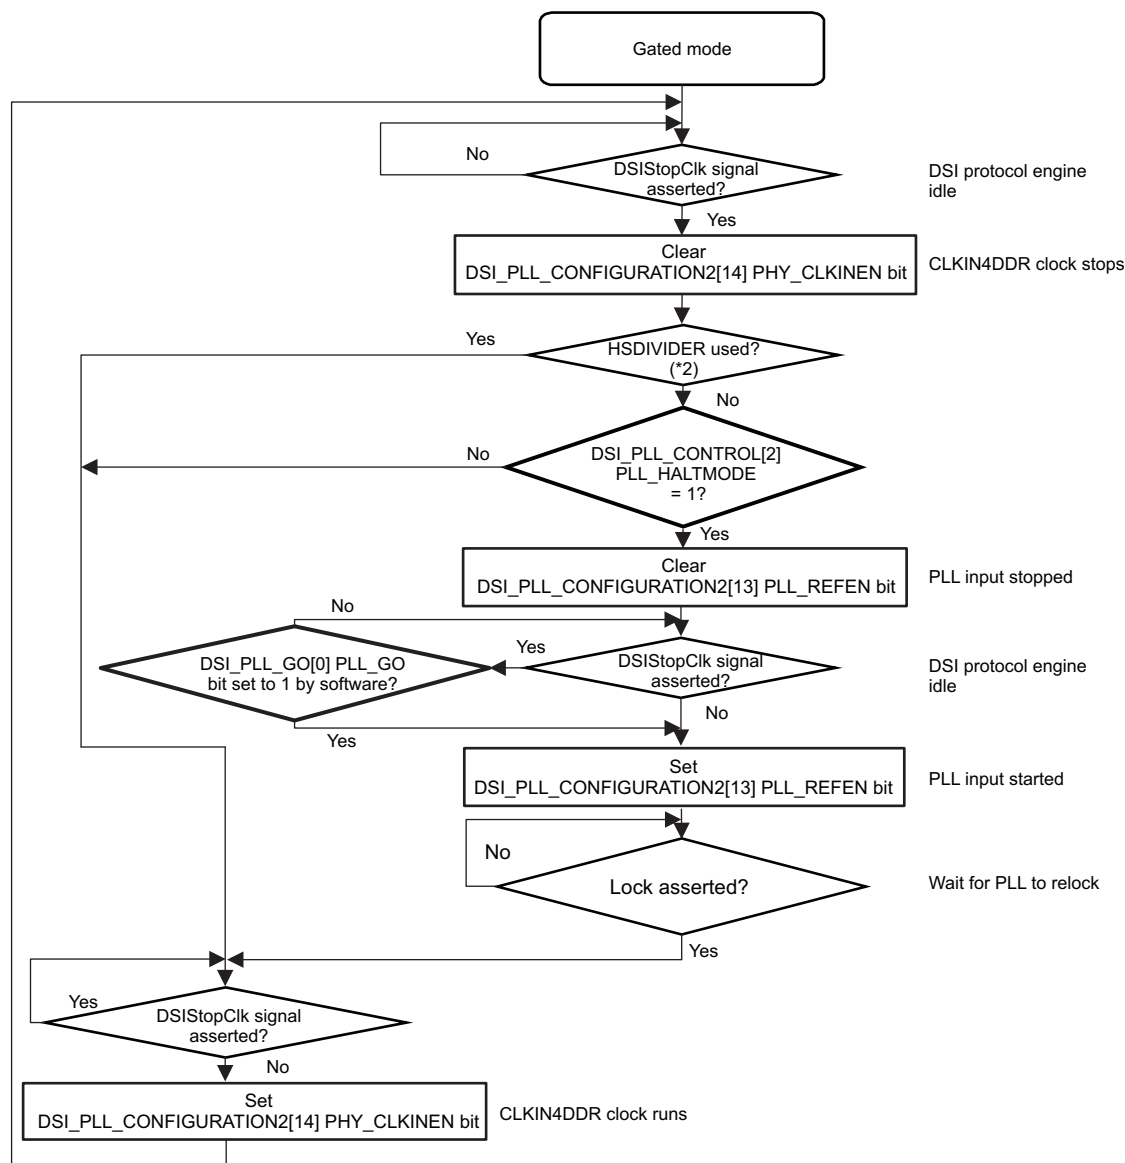 Gated mode
No
DSIStopClk signal
asserted?
DSI protocol engine
idle
Yes
Clear
DSI_PLL_CONFIGURATION2[14] PHY_CLKINEN bit
CLKIN4DDR clock stops
Yes
HSDIVIDER used?
(*2)
No
No
DSI_PLL_CONTROL[2]
PLL_HALTMODE
= 1?
Yes
Clear
DSI_PLL_CONFIGURATION2[13] PLL_REFEN bit
PLL input stopped
No
Yes
DSI_PLL_GO[0] PLL_GO
bit set to 1 by software?
DSIStopClk signal
asserted?
DSI protocol engine
idle
No
Yes
Set
DSI_PLL_CONFIGURATION2[13] PLL_REFEN bit
PLL input started
No
Lock asserted?
Wait for PLL to relock
Yes
Yes
DSIStopClk signal
asserted?
No
Set
DSI_PLL_CONFIGURATION2[14] PHY_CLKINEN bit
CLKIN4DDR clock runs